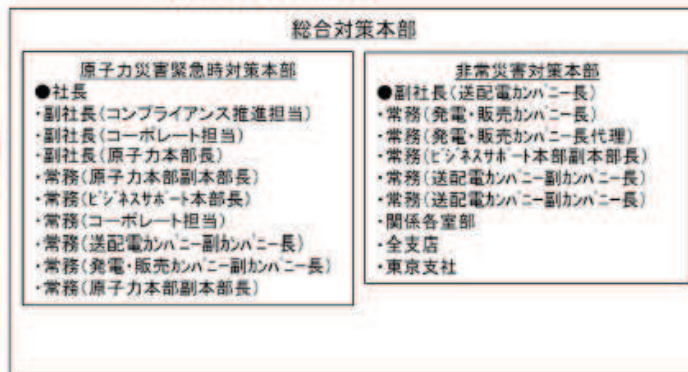 総合対策本部
原子力災害緊急時対策本部
●社長
・副社長(コンプライアンス推進担当)
・副社長(コーポレート担当)
・副社長(原子力本部長)
・常務(原子力本部副本部長)
・常務(ビジネスサポート本部長)
・常務(コーポレート担当)
・常務(送配電カンパニー副カンパニー長)
・常務(発電・販売カンパニー副カンパニー長)
・常務(原子力本部副本部長)
非常災害対策本部
●副社長(送配電カンパニー長)
・常務(発電・販売カンパニー長)
・常務(発電・販売カンパニー長代理)
・常務(ビジネスサポート本部副本部長)
・常務(送配電カンパニー副カンパニー長)
・常務(送配電カンパニー副カンパニー長)
・関係各室部
・全支店
・東京支社